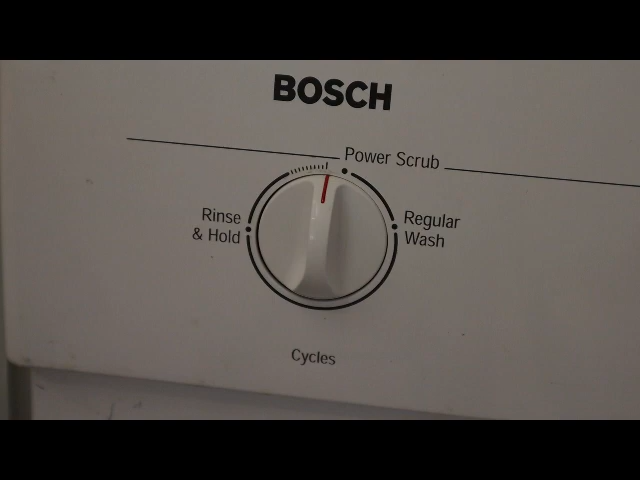 BOSCH
Power Scrub
Rinse
& Hold
Regular
Wash
Cycles